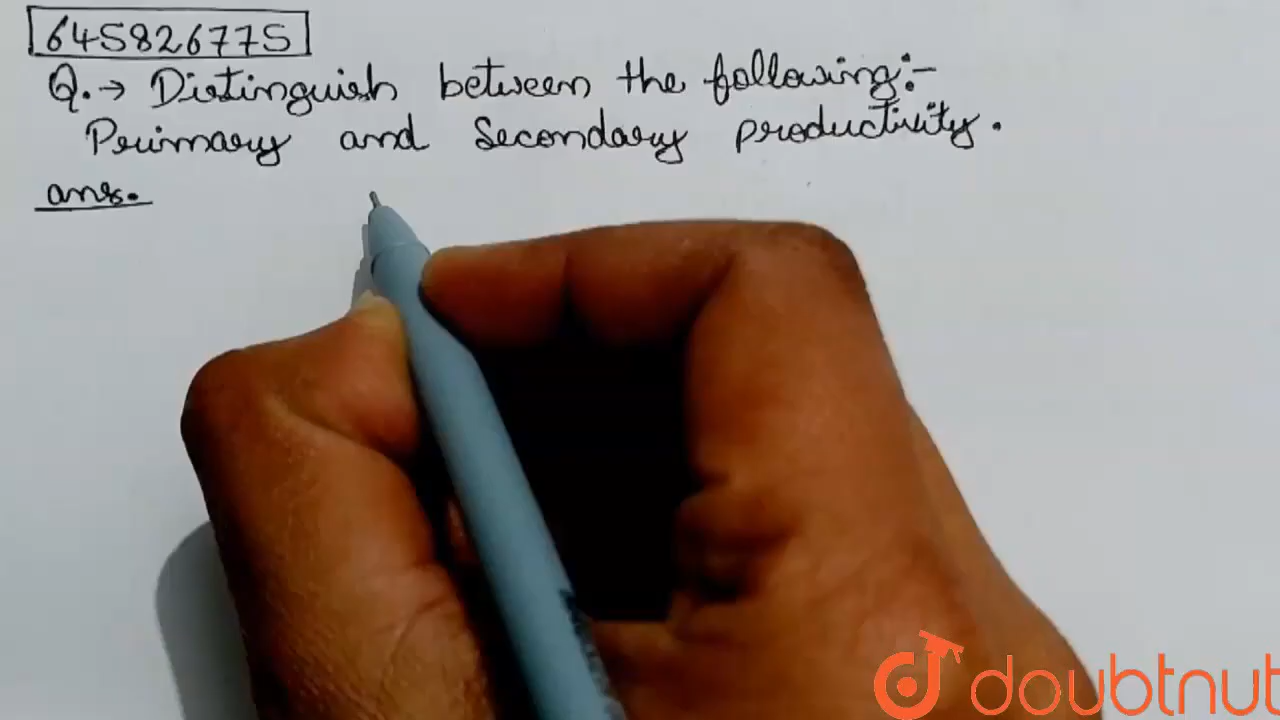 645826775
Q.→ Distinguish between the following:-
Primary and Secondary productivity.
ans.
doubtnut